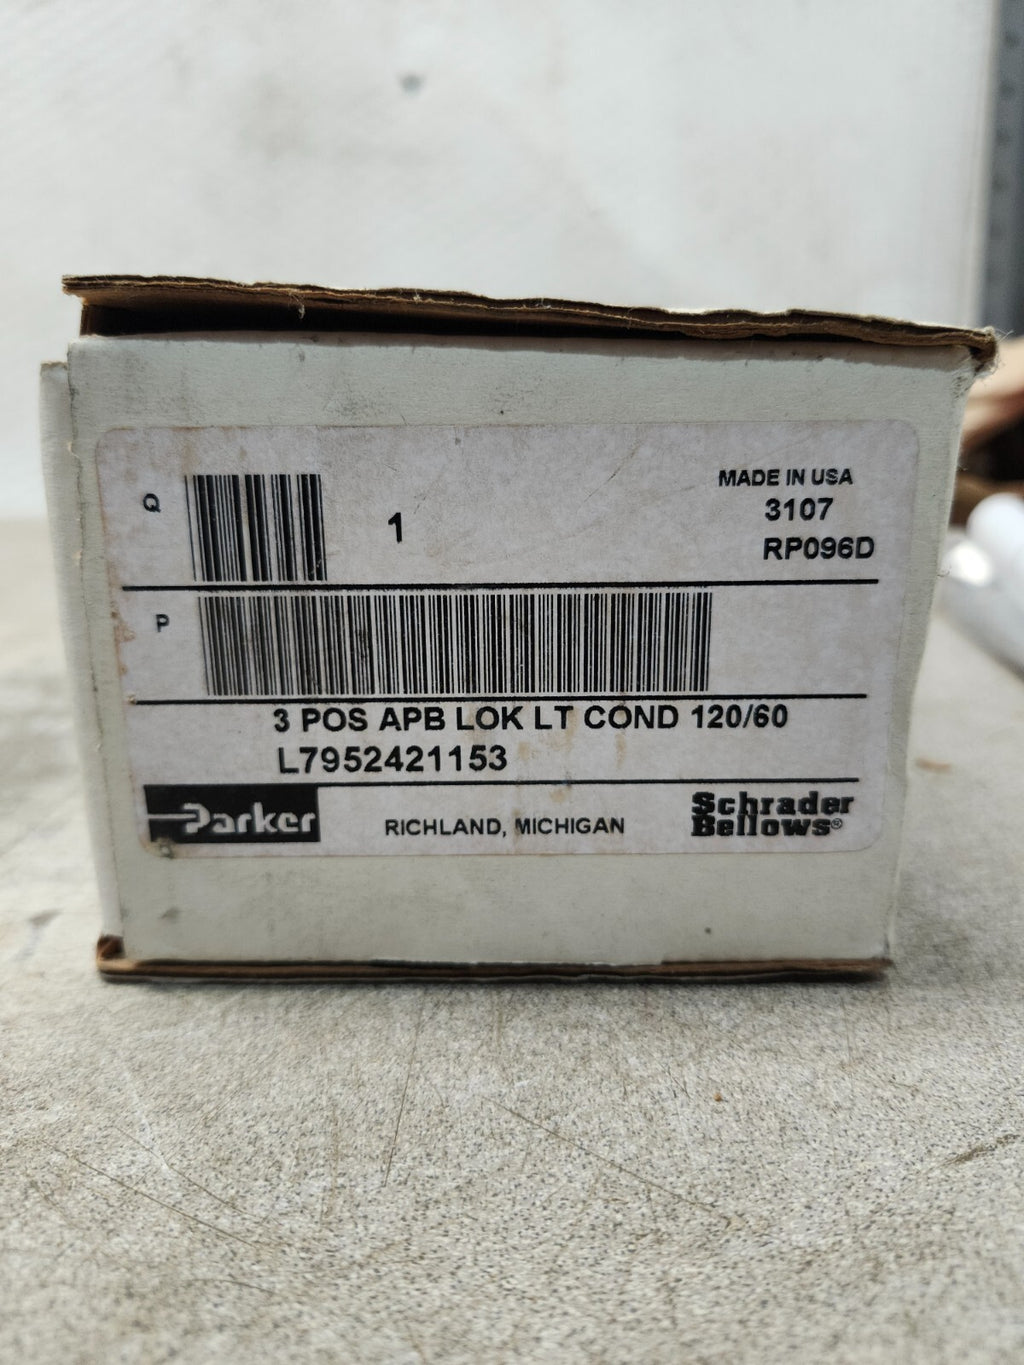 Q
1
MADE IN USA
3107
RP096D
P
3 POS APB LOK LT COND 120/60
L7952421153
Parker
RICHLAND, MICHIGAN
Schrader
Bellows®